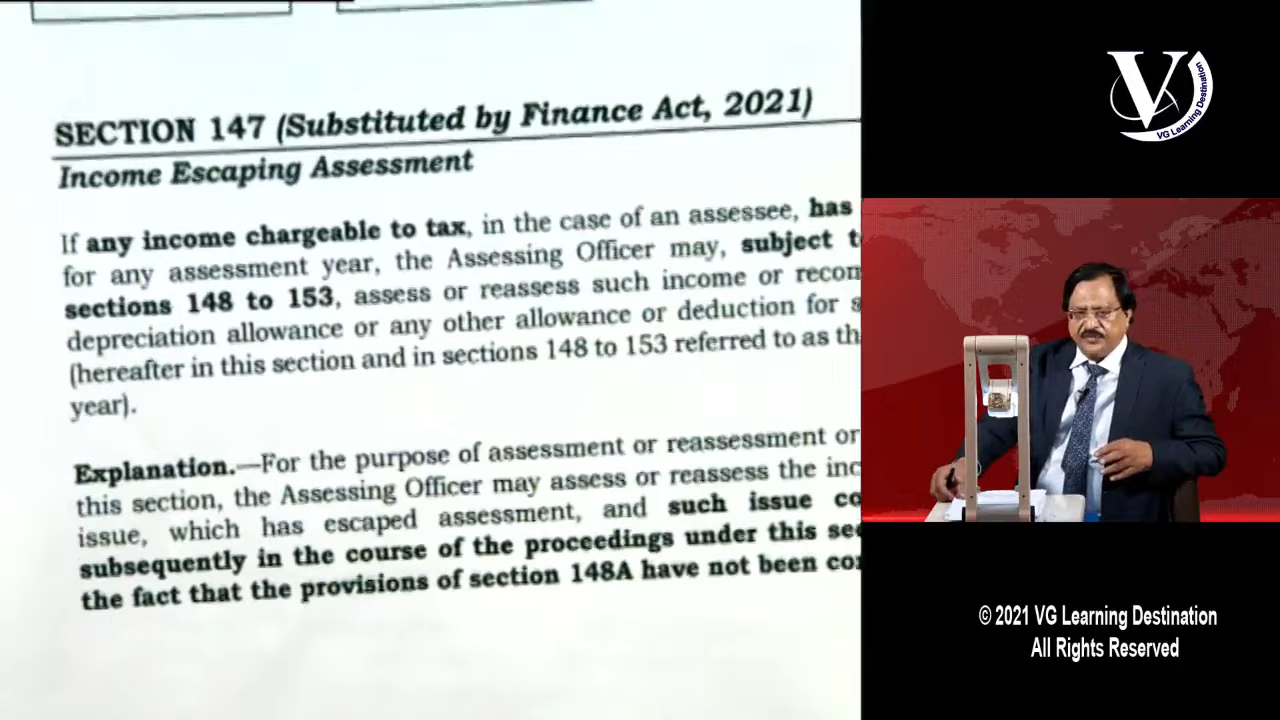 SECTION 147 (Substituted by Finance Act, 2021)
Income Escaping Assessment
If any income chargeable to tax, in the case of an assessee, has
for any assessment year, the Assessing Officer may, subject
sections 148 to 153, assess or reassess such income or
depreciation allowance or any other allowance or deduction for
(hereafter in this section and in sections 148 to 153 referred to as
year).
Explanation.—For the purpose of assessment or reassessment or
this section, the Assessing Officer may assess or reassess the
issue, which has escaped assessment, and such issue
subsequently in the course of the proceedings under this
the fact that the provisions of section 148A have not been
V
VG Learning Destination
© 2021 VG Learning Destination
All Rights Reserved